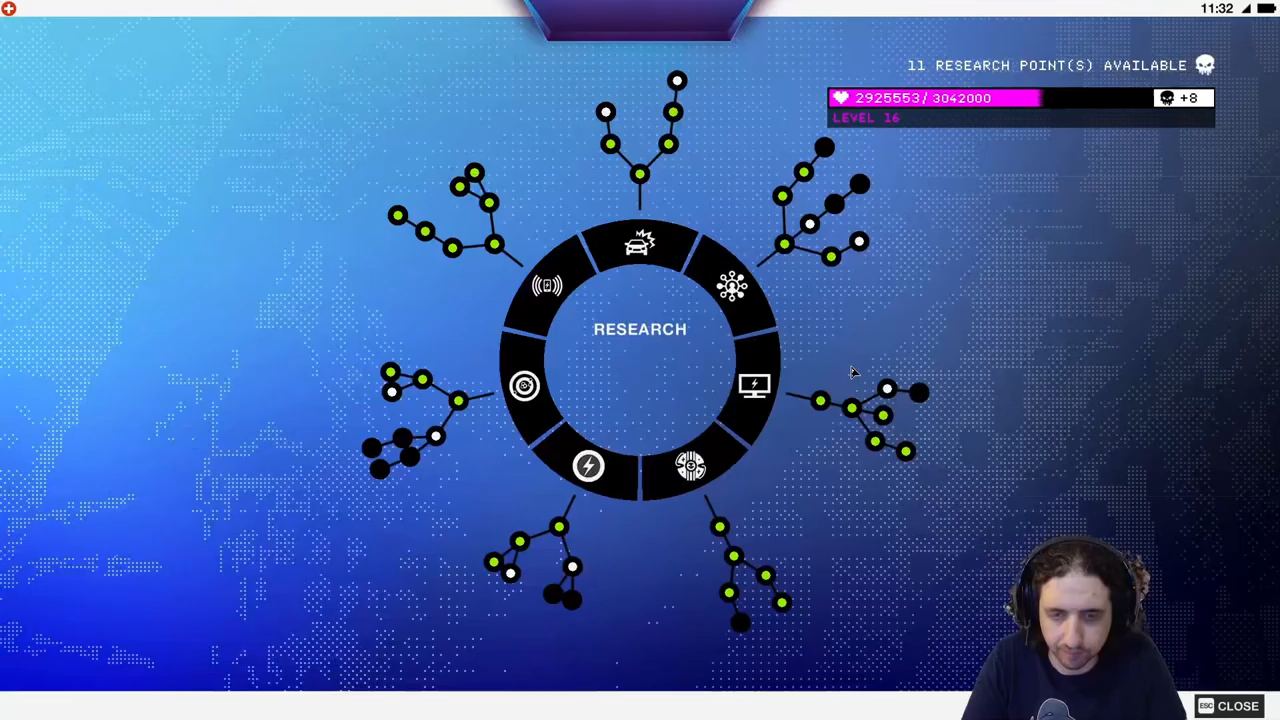 11:32
11 RESEARCH POINT(S) AVAILABLE
2925553/3042000
+8
LEVEL 16
RESEARCH
ESC CLOSE